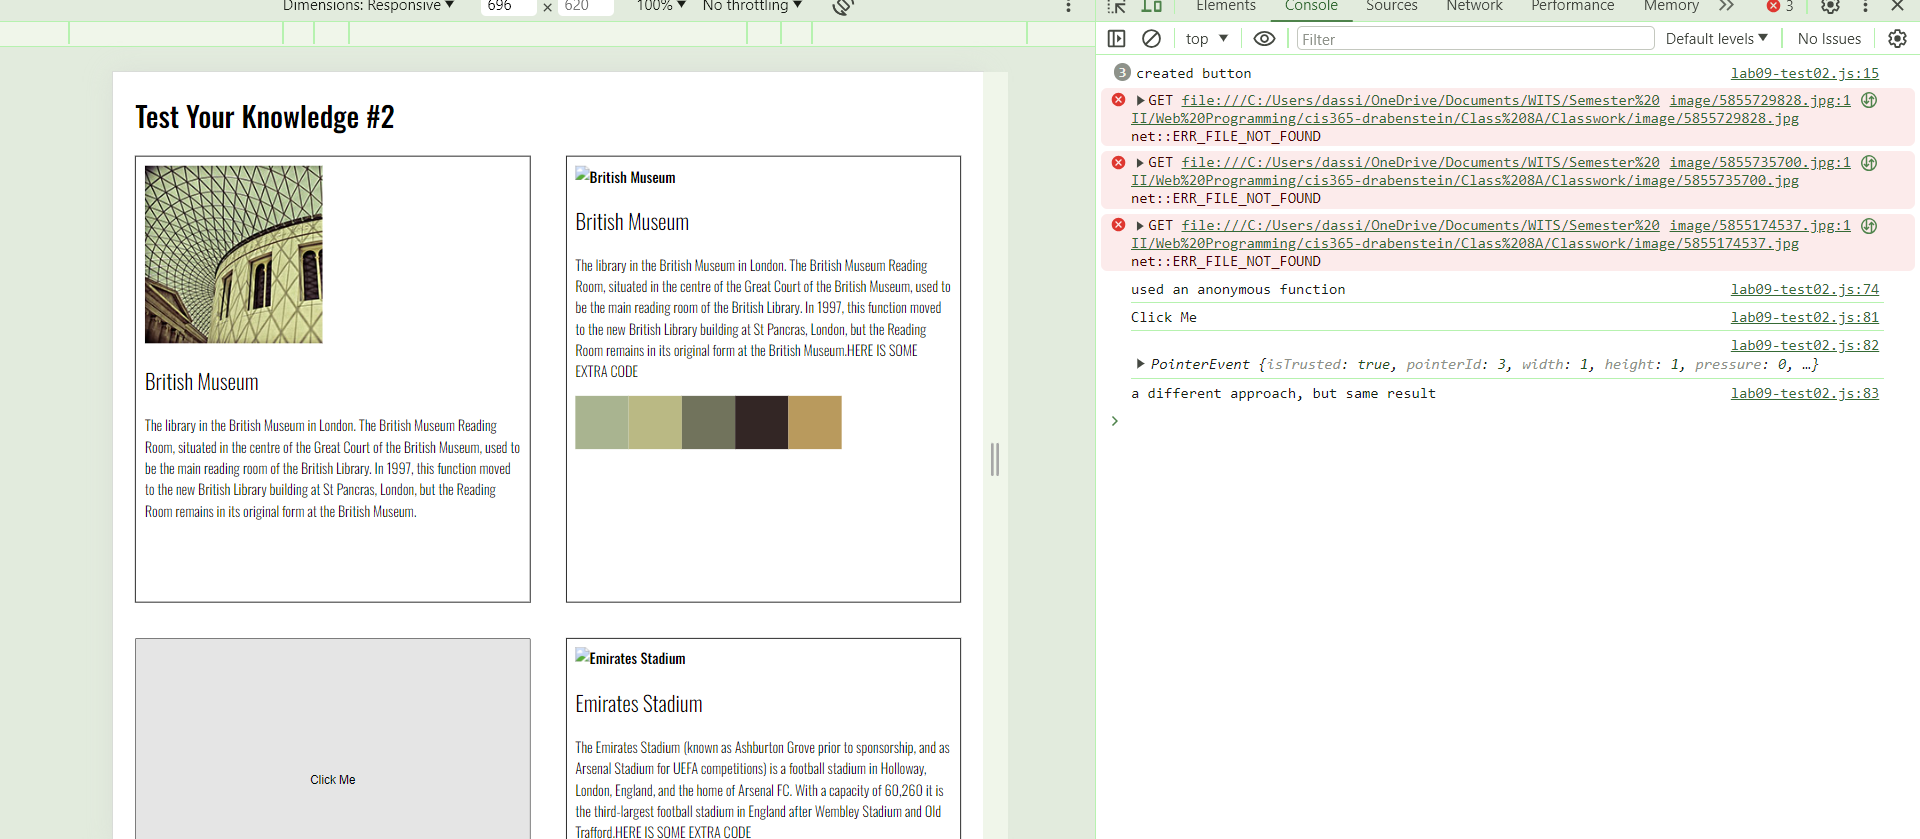 Dimensions: Responsive ▼ 696 × 620 100% ▼ No throttling ▼
Test Your Knowledge #2
British Museum
The library in the British Museum in London. The British Museum Reading
Room, situated in the centre of the Great Court of the British Museum, used to
be the main reading room of the British Library. In 1997, this function moved
to the new British Library building at St Pancras, London, but the Reading
Room remains in its original form at the British Museum.
British Museum
British Museum
The library in the British Museum in London. The British Museum Reading
Room, situated in the centre of the Great Court of the British Museum, used to
be the main reading room of the British Library. In 1997, this function moved
to the new British Library building at St Pancras, London, but the Reading
Room remains in its original form at the British Museum.HERE IS SOME
EXTRA CODE
Click Me
Emirates Stadium
Emirates Stadium
The Emirates Stadium (known as Ashburton Grove prior to sponsorship, and as
Arsenal Stadium for UEFA competitions) is a football stadium in Holloway,
London, England, and the home of Arsenal FC. With a capacity of 60,260 it is
the third-largest football stadium in England after Wembley Stadium and Old
Trafford.HERE IS SOME EXTRA CODE
Elements Console Sources Network Performance Memory 3
top ▼ Filter Default levels ▼ No Issues
3 created button lab09-test02.js:15
GET file:///C:/Users/dassi/OneDrive/Documents/WITS/Semester%20 image/5855729828.jpg:1
II/Web%20Programming/cis365-drabenstein/Class%208A/Classwork/image/5855729828.jpg
net::ERR_FILE_NOT_FOUND
GET file:///C:/Users/dassi/OneDrive/Documents/WITS/Semester%20 image/5855735700.jpg:1
II/Web%20Programming/cis365-drabenstein/Class%208A/Classwork/image/5855735700.jpg
net::ERR_FILE_NOT_FOUND
GET file:///C:/Users/dassi/OneDrive/Documents/WITS/Semester%20 image/5855174537.jpg:1
II/Web%20Programming/cis365-drabenstein/Class%208A/Classwork/image/5855174537.jpg
net::ERR_FILE_NOT_FOUND
used an anonymous function lab09-test02.js:74
Click Me lab09-test02.js:81
lab09-test02.js:82
PointerEvent {isTrusted: true, pointerId: 3, width: 1, height: 1, pressure: 0, …}
a different approach, but same result lab09-test02.js:83